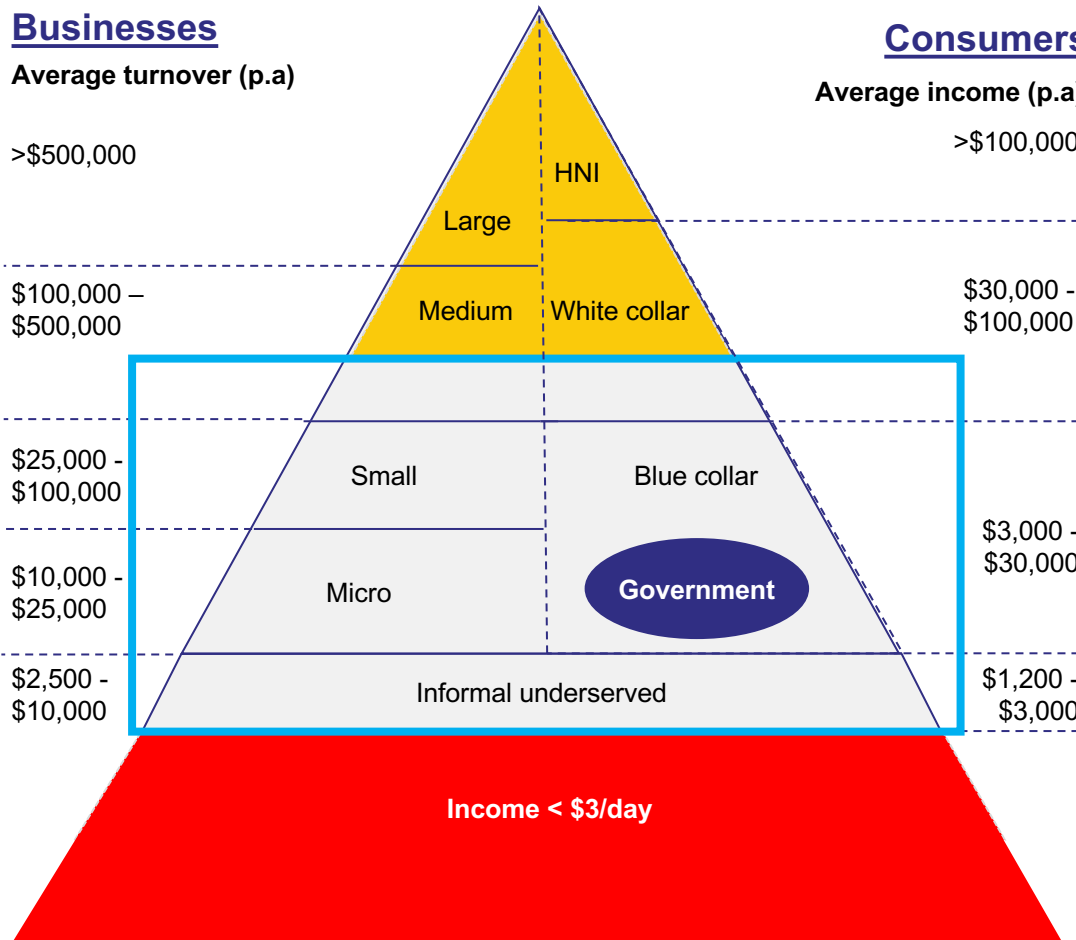 Businesses
Consumers
Average turnover (p.a)
Average income (p.a)
>$500,000
>$100,000
HNI
Large
$100,000 –
$500,000
Medium
White collar
$30,000 -
$100,000
$25,000 -
$100,000
Small
Blue collar
$3,000 -
$30,000
$10,000 -
$25,000
Micro
Government
$2,500 -
$10,000
Informal underserved
$1,200 -
$3,000
Income < $3/day